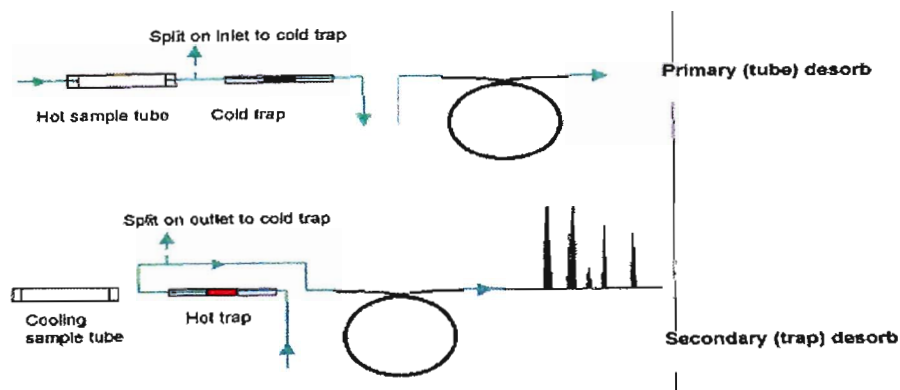 Split on inlet to cold trap
Primary (tube) desorb
Hot sample tube
Cold trap
Split on outlet to cold trap
Cooling
sample tube
Hot trap
Secondary (trap) desorb